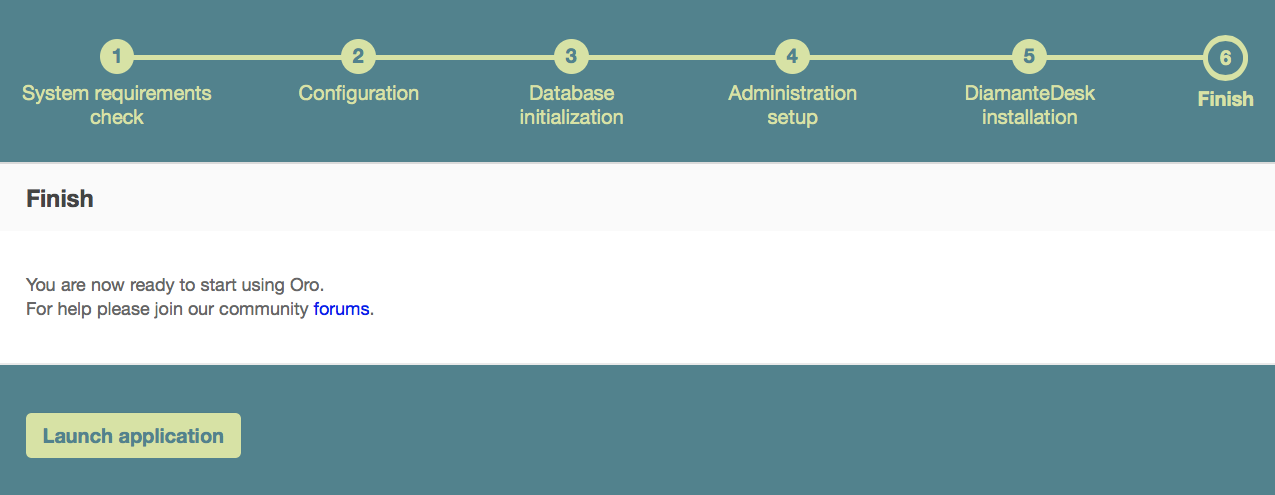 1
2
3
4
5
6
System requirements
check
Configuration
Database
initialization
Administration
setup
DiamanteDesk
installation
Finish
Finish
You are now ready to start using Oro.
For help please join our community forums.
Launch application